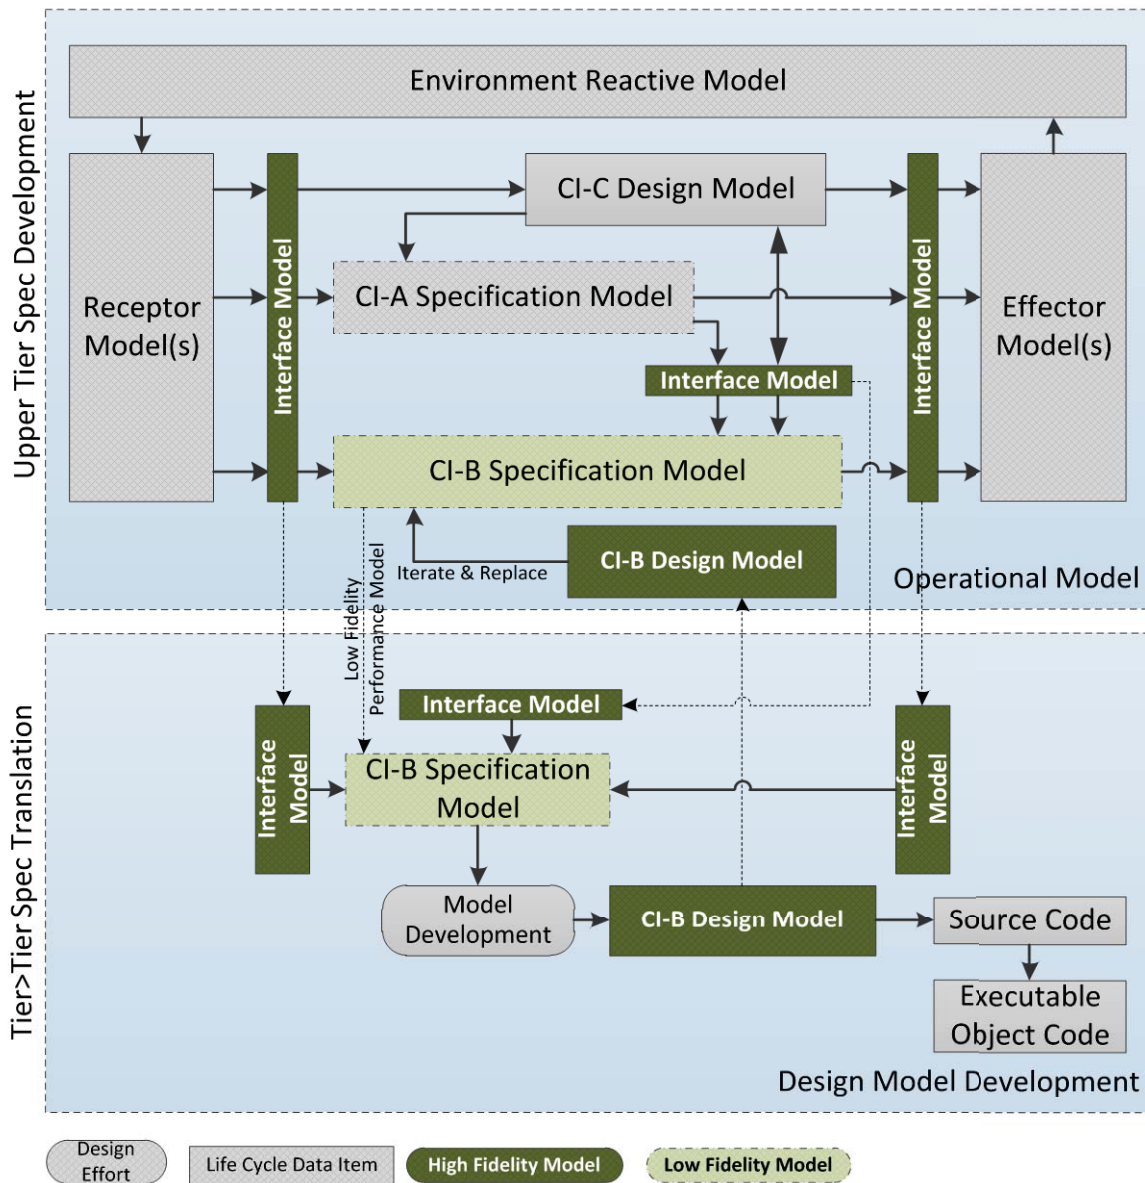 Upper Tier Spec Development
Environment Reactive Model
Receptor
Model(s)
Interface Model
CI-C Design Model
CI-A Specification Model
Interface Model
CI-B Specification Model
Interface Model
Effector
Model(s)
CI-B Design Model
Iterate & Replace
Operational Model
Low Fidelity
Performance Model
Tier>Tier Spec Translation
Interface Model
Interface
Model
CI-B Specification
Model
Interface
Model
Model
Development
CI-B Design Model
Source Code
Executable
Object Code
Design Model Development
Design
Effort
Life Cycle Data Item
High Fidelity Model
Low Fidelity Model